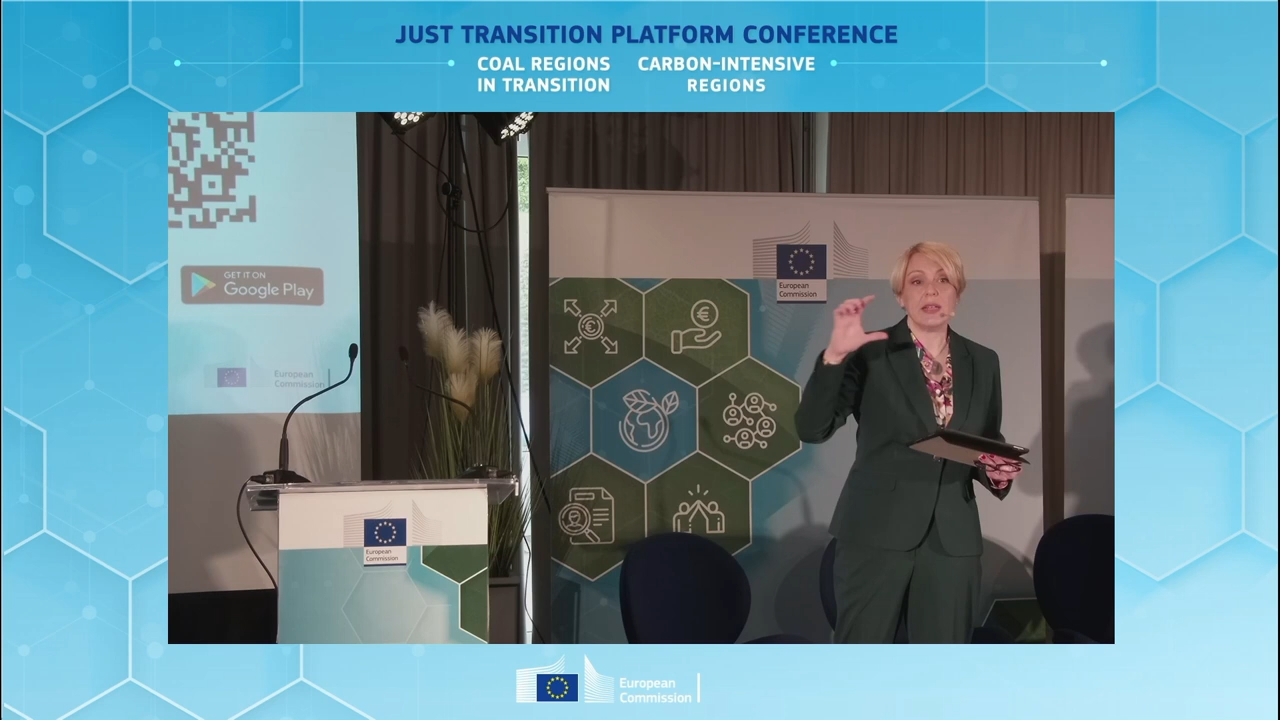 JUST TRANSITION PLATFORM CONFERENCE
COAL REGIONS
IN TRANSITION
CARBON-INTENSIVE
REGIONS
GET IT ON
Google Play
European
Commission
European
Commission
European
Commission
European
Commission